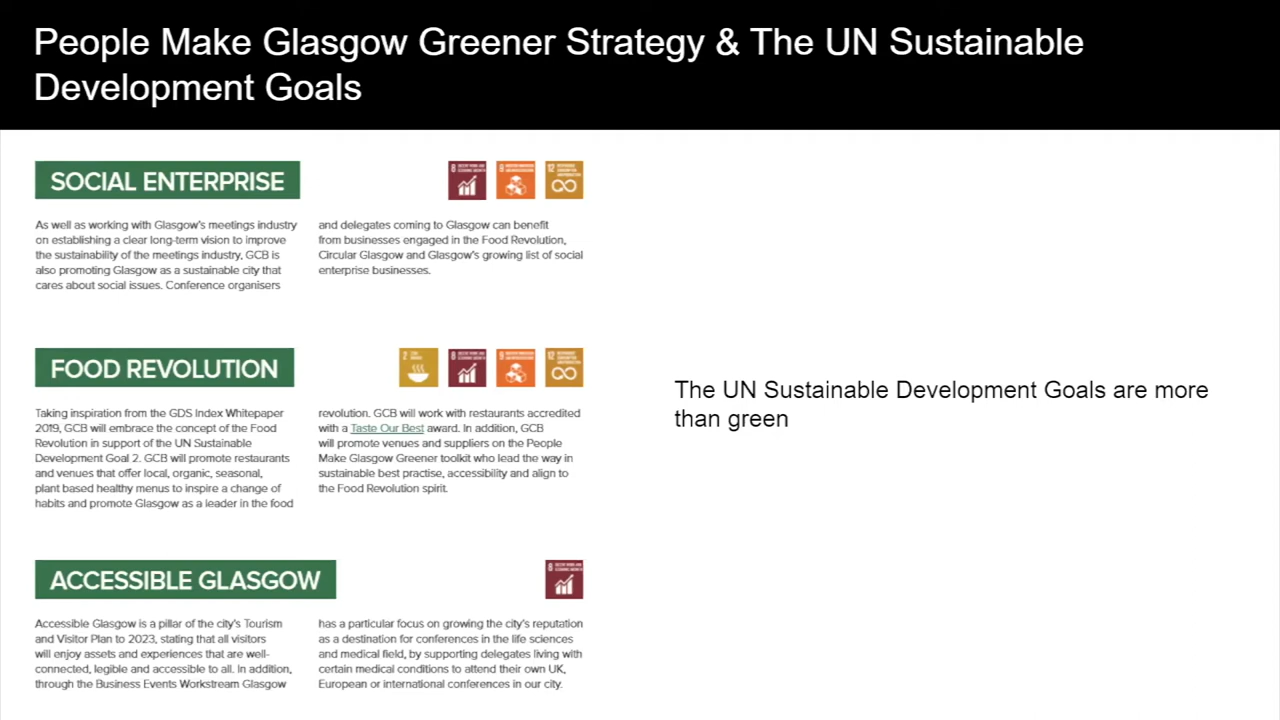 People Make Glasgow Greener Strategy & The UN Sustainable
Development Goals
SOCIAL ENTERPRISE
8
9
12
As well as working with Glasgow's meetings industry
on establishing a clear long-term vision to improve
the sustainability of the meetings industry, GCB is
also promoting Glasgow as a sustainable city that
cares about social issues. Conference organisers
and delegates coming to Glasgow can benefit
from businesses engaged in the Food Revolution,
Circular Glasgow and Glasgow's growing list of social
enterprise businesses.
FOOD REVOLUTION
2
8
9
12
Taking inspiration from the GDS Index Whitepaper
2019, GCB will embrace the concept of the Food
Revolution in support of the UN Sustainable
Development Goal 2. GCB will promote restaurants
and venues that offer local, organic, seasonal,
plant based healthy menus to inspire a change of
habits and promote Glasgow as a leader in the food
revolution. GCB will work with restaurants accredited
with a Taste Our Best award. In addition, GCB
will promote venues and suppliers on the People
Make Glasgow Greener toolkit who lead the way in
sustainable best practise, accessibility and align to
the Food Revolution spirit.
The UN Sustainable Development Goals are more
than green
ACCESSIBLE GLASGOW
8
Accessible Glasgow is a pillar of the city's Tourism
and Visitor Plan to 2023, stating that all visitors
will enjoy assets and experiences that are well-
connected, legible and accessible to all. In addition,
through the Business Events Workstream Glasgow
has a particular focus on growing the city's reputation
as a destination for conferences in the life sciences
and medical field, by supporting delegates living with
certain medical conditions to attend their own UK,
European or international conferences in our city.